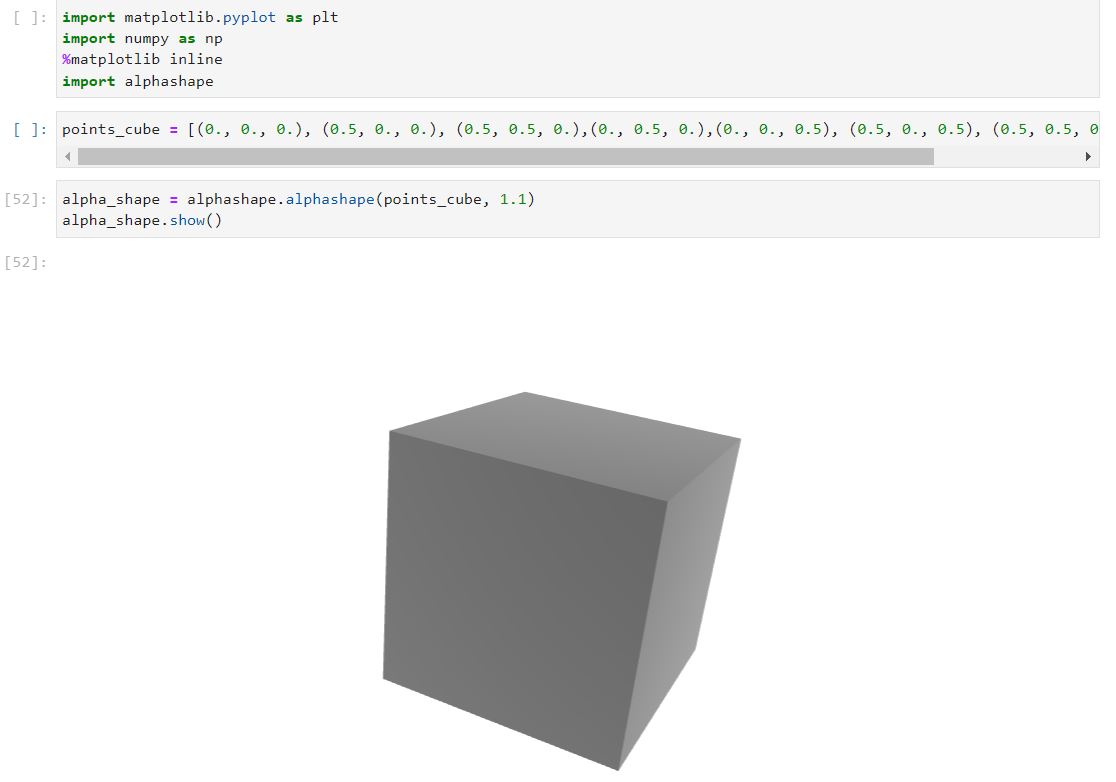 [ ]: import matplotlib.pyplot as plt
import numpy as np
%matplotlib inline
import alphashape
[ ]: points_cube = [(0., 0., 0.), (0.5, 0., 0.), (0.5, 0.5, 0.),(0., 0.5, 0.),(0., 0., 0.5), (0.5, 0., 0.5), (0.5, 0.5, 0
[52]: alpha_shape = alphashape.alphashape(points_cube, 1.1)
alpha_shape.show()
[52]: